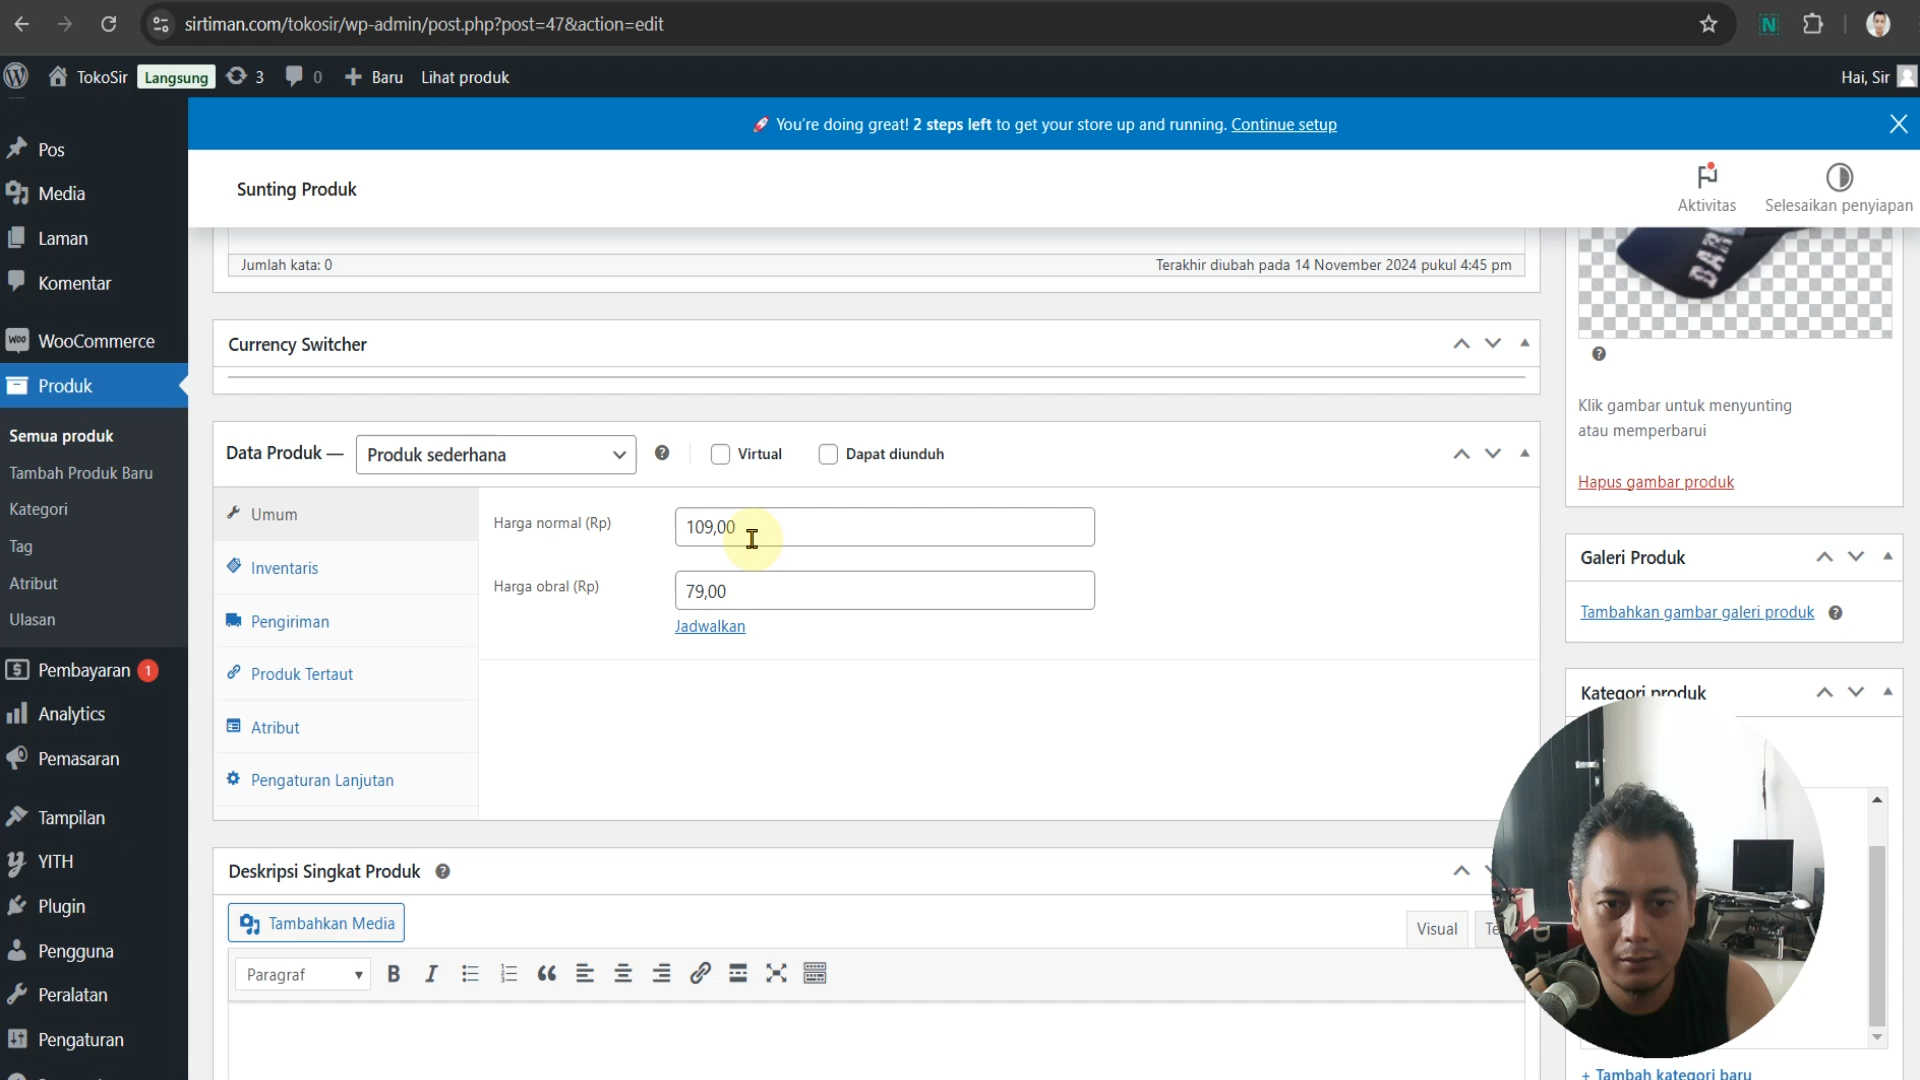 sirtiman.com/tokosir/wp-admin/post.php?post=47&action=edit
TokoSir
Langsung
3
0
Baru
Lihat produk
Hai, Sir
🚀 You're doing great! 2 steps left to get your store up and running. Continue setup
Sunting Produk
Aktivitas
Selesaikan penyiapan
Pos
Media
Laman
Komentar
WooCommerce
Produk
Semua produk
Tambah Produk Baru
Kategori
Tag
Atribut
Ulasan
Pembayaran 1
Analytics
Pemasaran
Tampilan
YITH
Plugin
Pengguna
Peralatan
Pengaturan
Jumlah kata: 0
Terakhir diubah pada 14 November 2024 pukul 4:45 pm
Currency Switcher
Data Produk —
Produk sederhana
Virtual
Dapat diunduh
Umum
Inventaris
Pengiriman
Produk Tertaut
Atribut
Pengaturan Lanjutan
Harga normal (Rp)
109,00
Harga obral (Rp)
79,00
Jadwalkan
Deskripsi Singkat Produk
Tambahkan Media
Visual
Paragraf
Klik gambar untuk menyunting
atau memperbarui
Hapus gambar produk
Galeri Produk
Tambahkan gambar galeri produk
Kategori produk
+ Tambah kategori baru